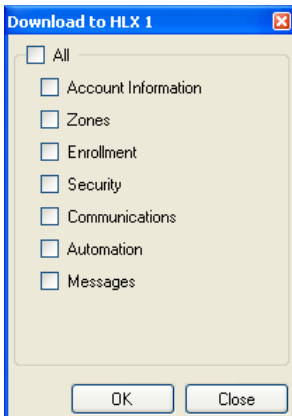 Download to HLX 1
All
Account Information
Zones
Enrollment
Security
Communications
Automation
Messages
OK Close